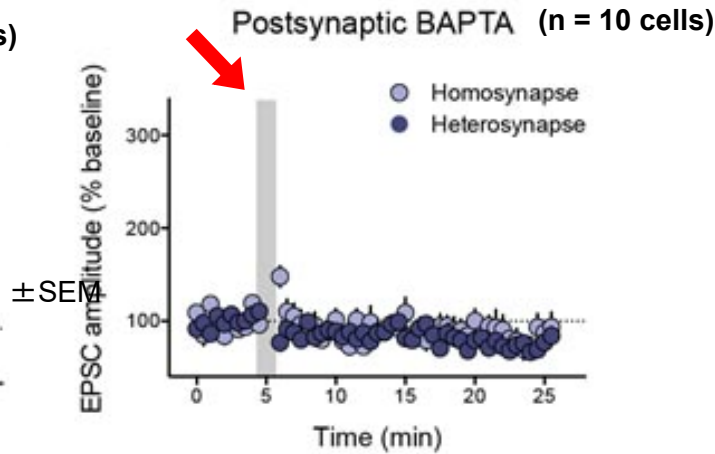 s)
Postsynaptic BAPTA (n = 10 cells)
Homosynapse
Heterosynapse
EPSC amplitude (% baseline)
300
200
100
±SEM
0 5 10 15 20 25
Time (min)